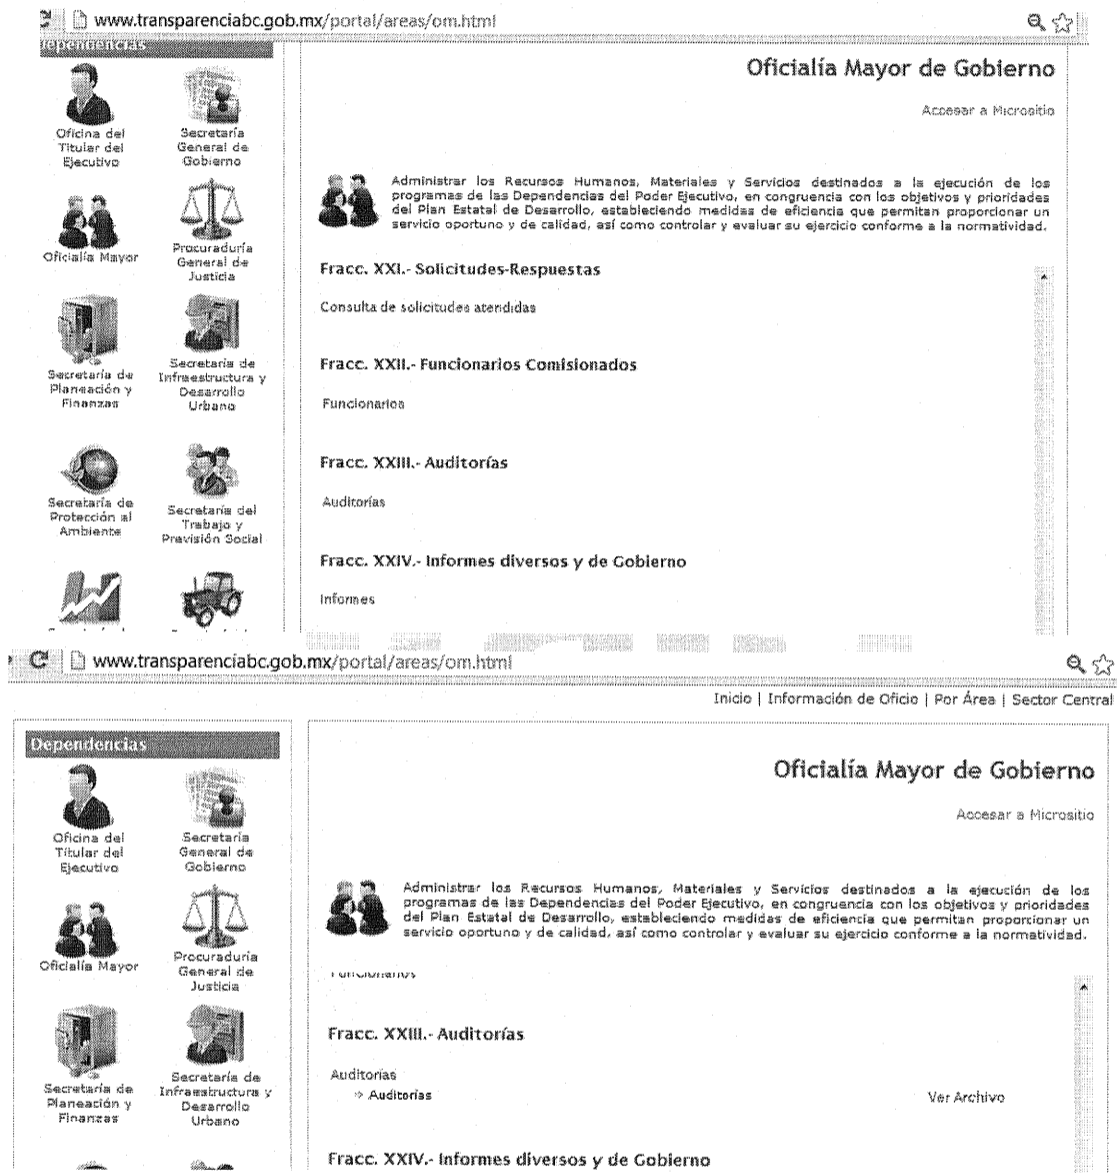 www.transparenciabc.gob.mx/portal/areas/om.html
Dependencias
Oficina del
Titular del
Ejecutivo
Secretaría
General de
Gobierno
Oficialía Mayor
Procuraduría
General de
Justicia
Secretaría de
Planeación y
Finanzas
Secretaría de
Infraestructura y
Desarrollo
Urbano
Secretaría de
Protección al
Ambiente
Secretaría del
Trabajo y
Previsión Social
Oficialía Mayor de Gobierno
Accesar a Micrositio
Administrar los Recursos Humanos, Materiales y Servicios destinados a la ejecución de los
programas de las Dependencias del Poder Ejecutivo, en congruencia con los objetivos y prioridades
del Plan Estatal de Desarrollo, estableciendo medidas de eficiencia que permitan proporcionar un
servicio oportuno y de calidad, así como controlar y evaluar su ejercicio conforme a la normatividad.
Fracc. XXI.- Solicitudes-Respuestas
Consulta de solicitudes atendidas
Fracc. XXII.- Funcionarios Comisionados
Funcionarios
Fracc. XXIII.- Auditorías
Auditorías
Fracc. XXIV.- Informes diversos y de Gobierno
Informes
www.transparenciabc.gob.mx/portal/areas/om.html
Inicio | Información de Oficio | Por Área | Sector Central
Dependencias
Oficina del
Titular del
Ejecutivo
Secretaría
General de
Gobierno
Oficialía Mayor
Procuraduría
General de
Justicia
Secretaría de
Planeación y
Finanzas
Secretaría de
Infraestructura y
Desarrollo
Urbano
Oficialía Mayor de Gobierno
Accesar a Micrositio
Administrar los Recursos Humanos, Materiales y Servicios destinados a la ejecución de los
programas de las Dependencias del Poder Ejecutivo, en congruencia con los objetivos y prioridades
del Plan Estatal de Desarrollo, estableciendo medidas de eficiencia que permitan proporcionar un
servicio oportuno y de calidad, así como controlar y evaluar su ejercicio conforme a la normatividad.
Funcionarios
Fracc. XXIII.- Auditorías
Auditorías
Auditorías Ver Archivo
Fracc. XXIV.- Informes diversos y de Gobierno